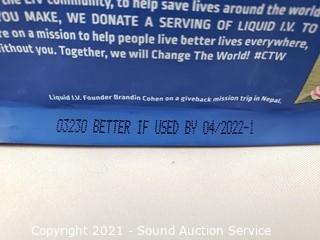 the LIV community, to help save lives around the world
YOU MAKE, WE DONATE A SERVING OF LIQUID I.V. TO
re on a mission to help people live better lives everywhere,
Without you. Together, we will Change The World! #CTW
Liquid I.V. Founder Brandin Cohen on a giveback mission trip in Nepal.
03230 BETTER IF USED BY 04/2022-1
Copyright 2021 - Sound Auction Service